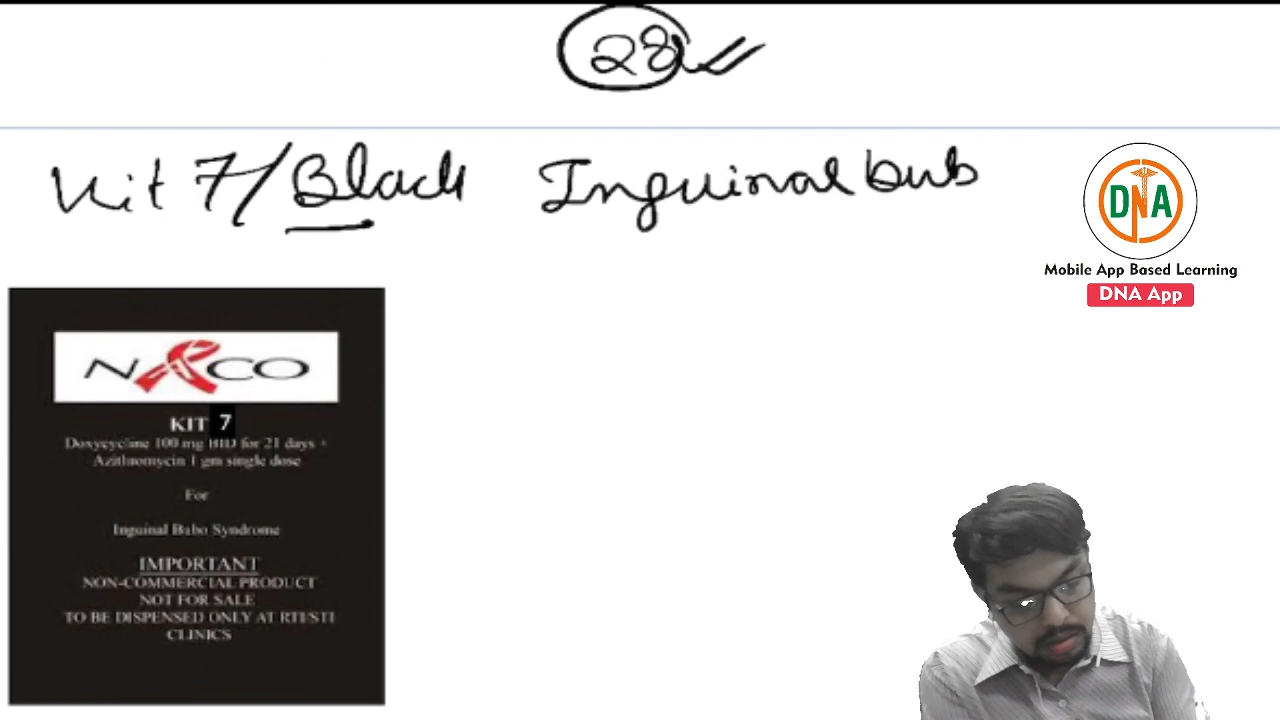 28
Kit 7/Black Inguinal bub
DNA
Mobile App Based Learning
DNA App
NACO
KIT 7
Doxycycline 100 mg BID for 21 days +
Azithromycin 1 gm single dose
For
Inguinal Bubo Syndrome
IMPORTANT
NON-COMMERCIAL PRODUCT
NOT FOR SALE
TO BE DISPENSED ONLY AT RTI/STI
CLINICS